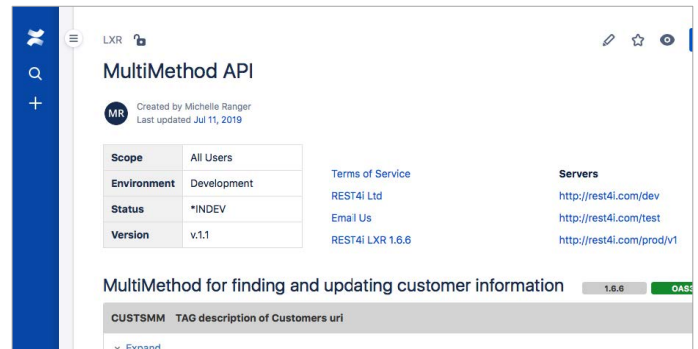 LXR
MultiMethod API
MR
Created by Michelle Ranger
Last updated Jul 11, 2019
Scope All Users
Environment Development
Status *INDEV
Version v.1.1
Terms of Service
REST4i Ltd
Email Us
REST4i LXR 1.6.6
Servers
http://rest4i.com/dev
http://rest4i.com/test
http://rest4i.com/prod/v1
MultiMethod for finding and updating customer information 1.6.6 OAS3
CUSTSMM TAG description of Customers uri
Expand